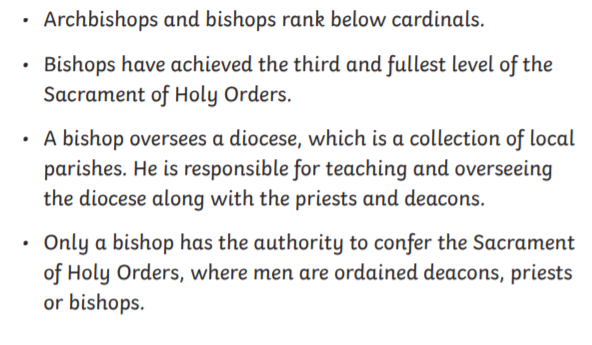 • Archbishops and bishops rank below cardinals.
• Bishops have achieved the third and fullest level of the
Sacrament of Holy Orders.
• A bishop oversees a diocese, which is a collection of local
parishes. He is responsible for teaching and overseeing
the diocese along with the priests and deacons.
• Only a bishop has the authority to confer the Sacrament
of Holy Orders, where men are ordained deacons, priests
or bishops.